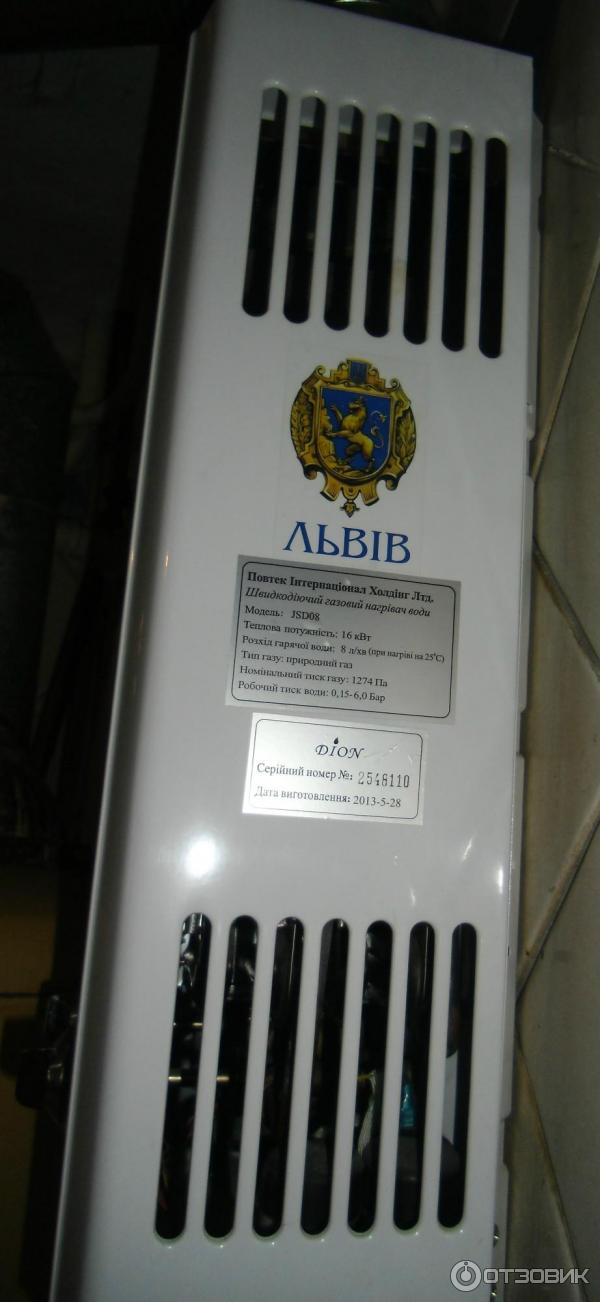 ЛЬВІВ
Повтек Інтернаціонал Холдінг Лтд.
Швидкодіючий газовий нагрівач води
Модель: JSD08
Теплова потужність: 16 кВт
Розхід гарячої води: 8 л/хв (при нагріві на 25°С)
Тип газу: природний газ
Номінальний тиск газу: 1274 Па
Робочий тиск води: 0,15-6,0 Бар
DION
Серійний номер №: 2548110
Дата виготовлення: 2013-5-28
ОТЗОВИК